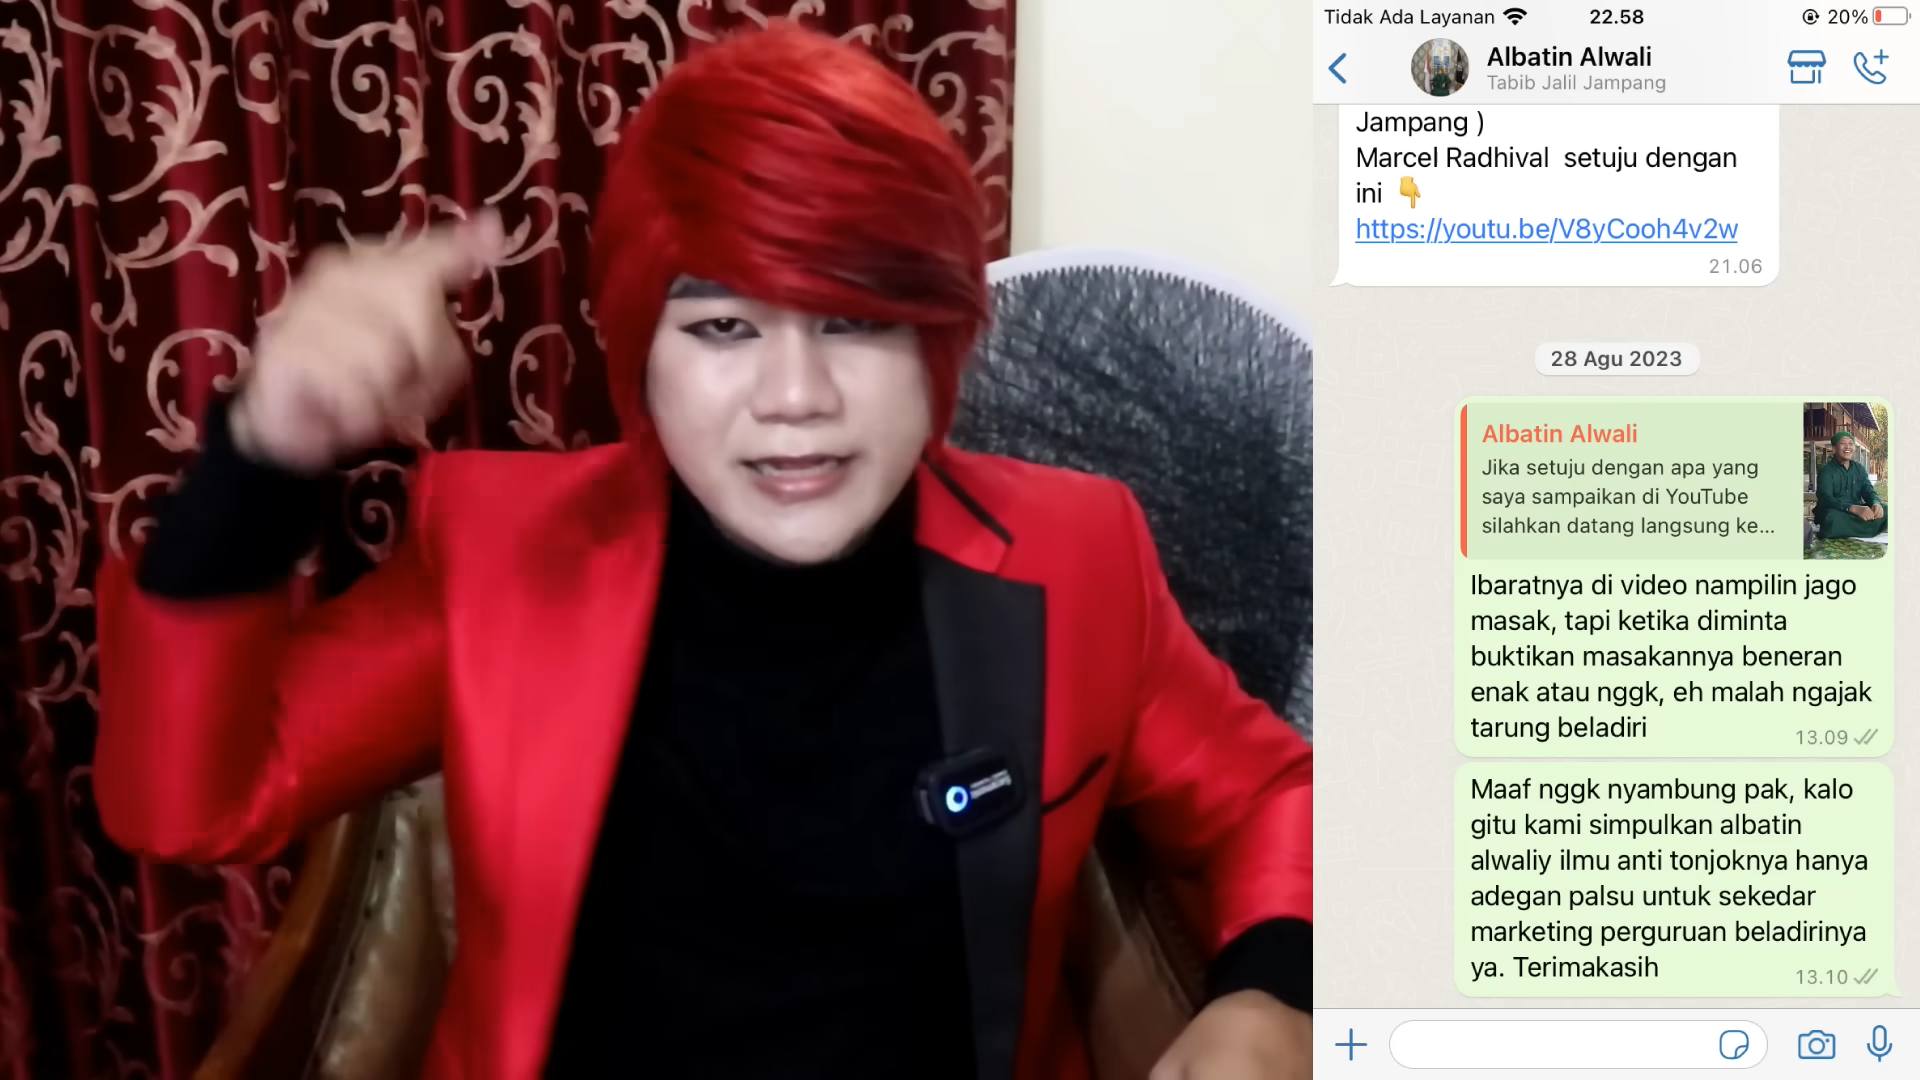 Tidak Ada Layanan
22.58
20%
Albatin Alwali
Tabib Jalil Jampang
Jampang )
Marcel Radhival setuju dengan
ini 👇
https://youtu.be/V8yCooh4v2w
21.06
28 Agu 2023
Albatin Alwali
Jika setuju dengan apa yang
saya sampaikan di YouTube
silahkan datang langsung ke...
Ibaratnya di video nampilin jago
masak, tapi ketika diminta
buktikan masakannya beneran
enak atau nggk, eh malah ngajak
tarung beladiri
13.09
Maaf nggk nyambung pak, kalo
gitu kami simpulkan albatin
alwaliy ilmu anti tonjoknya hanya
adegan palsu untuk sekedar
marketing perguruan beladirinya
ya. Terimakasih
13.10